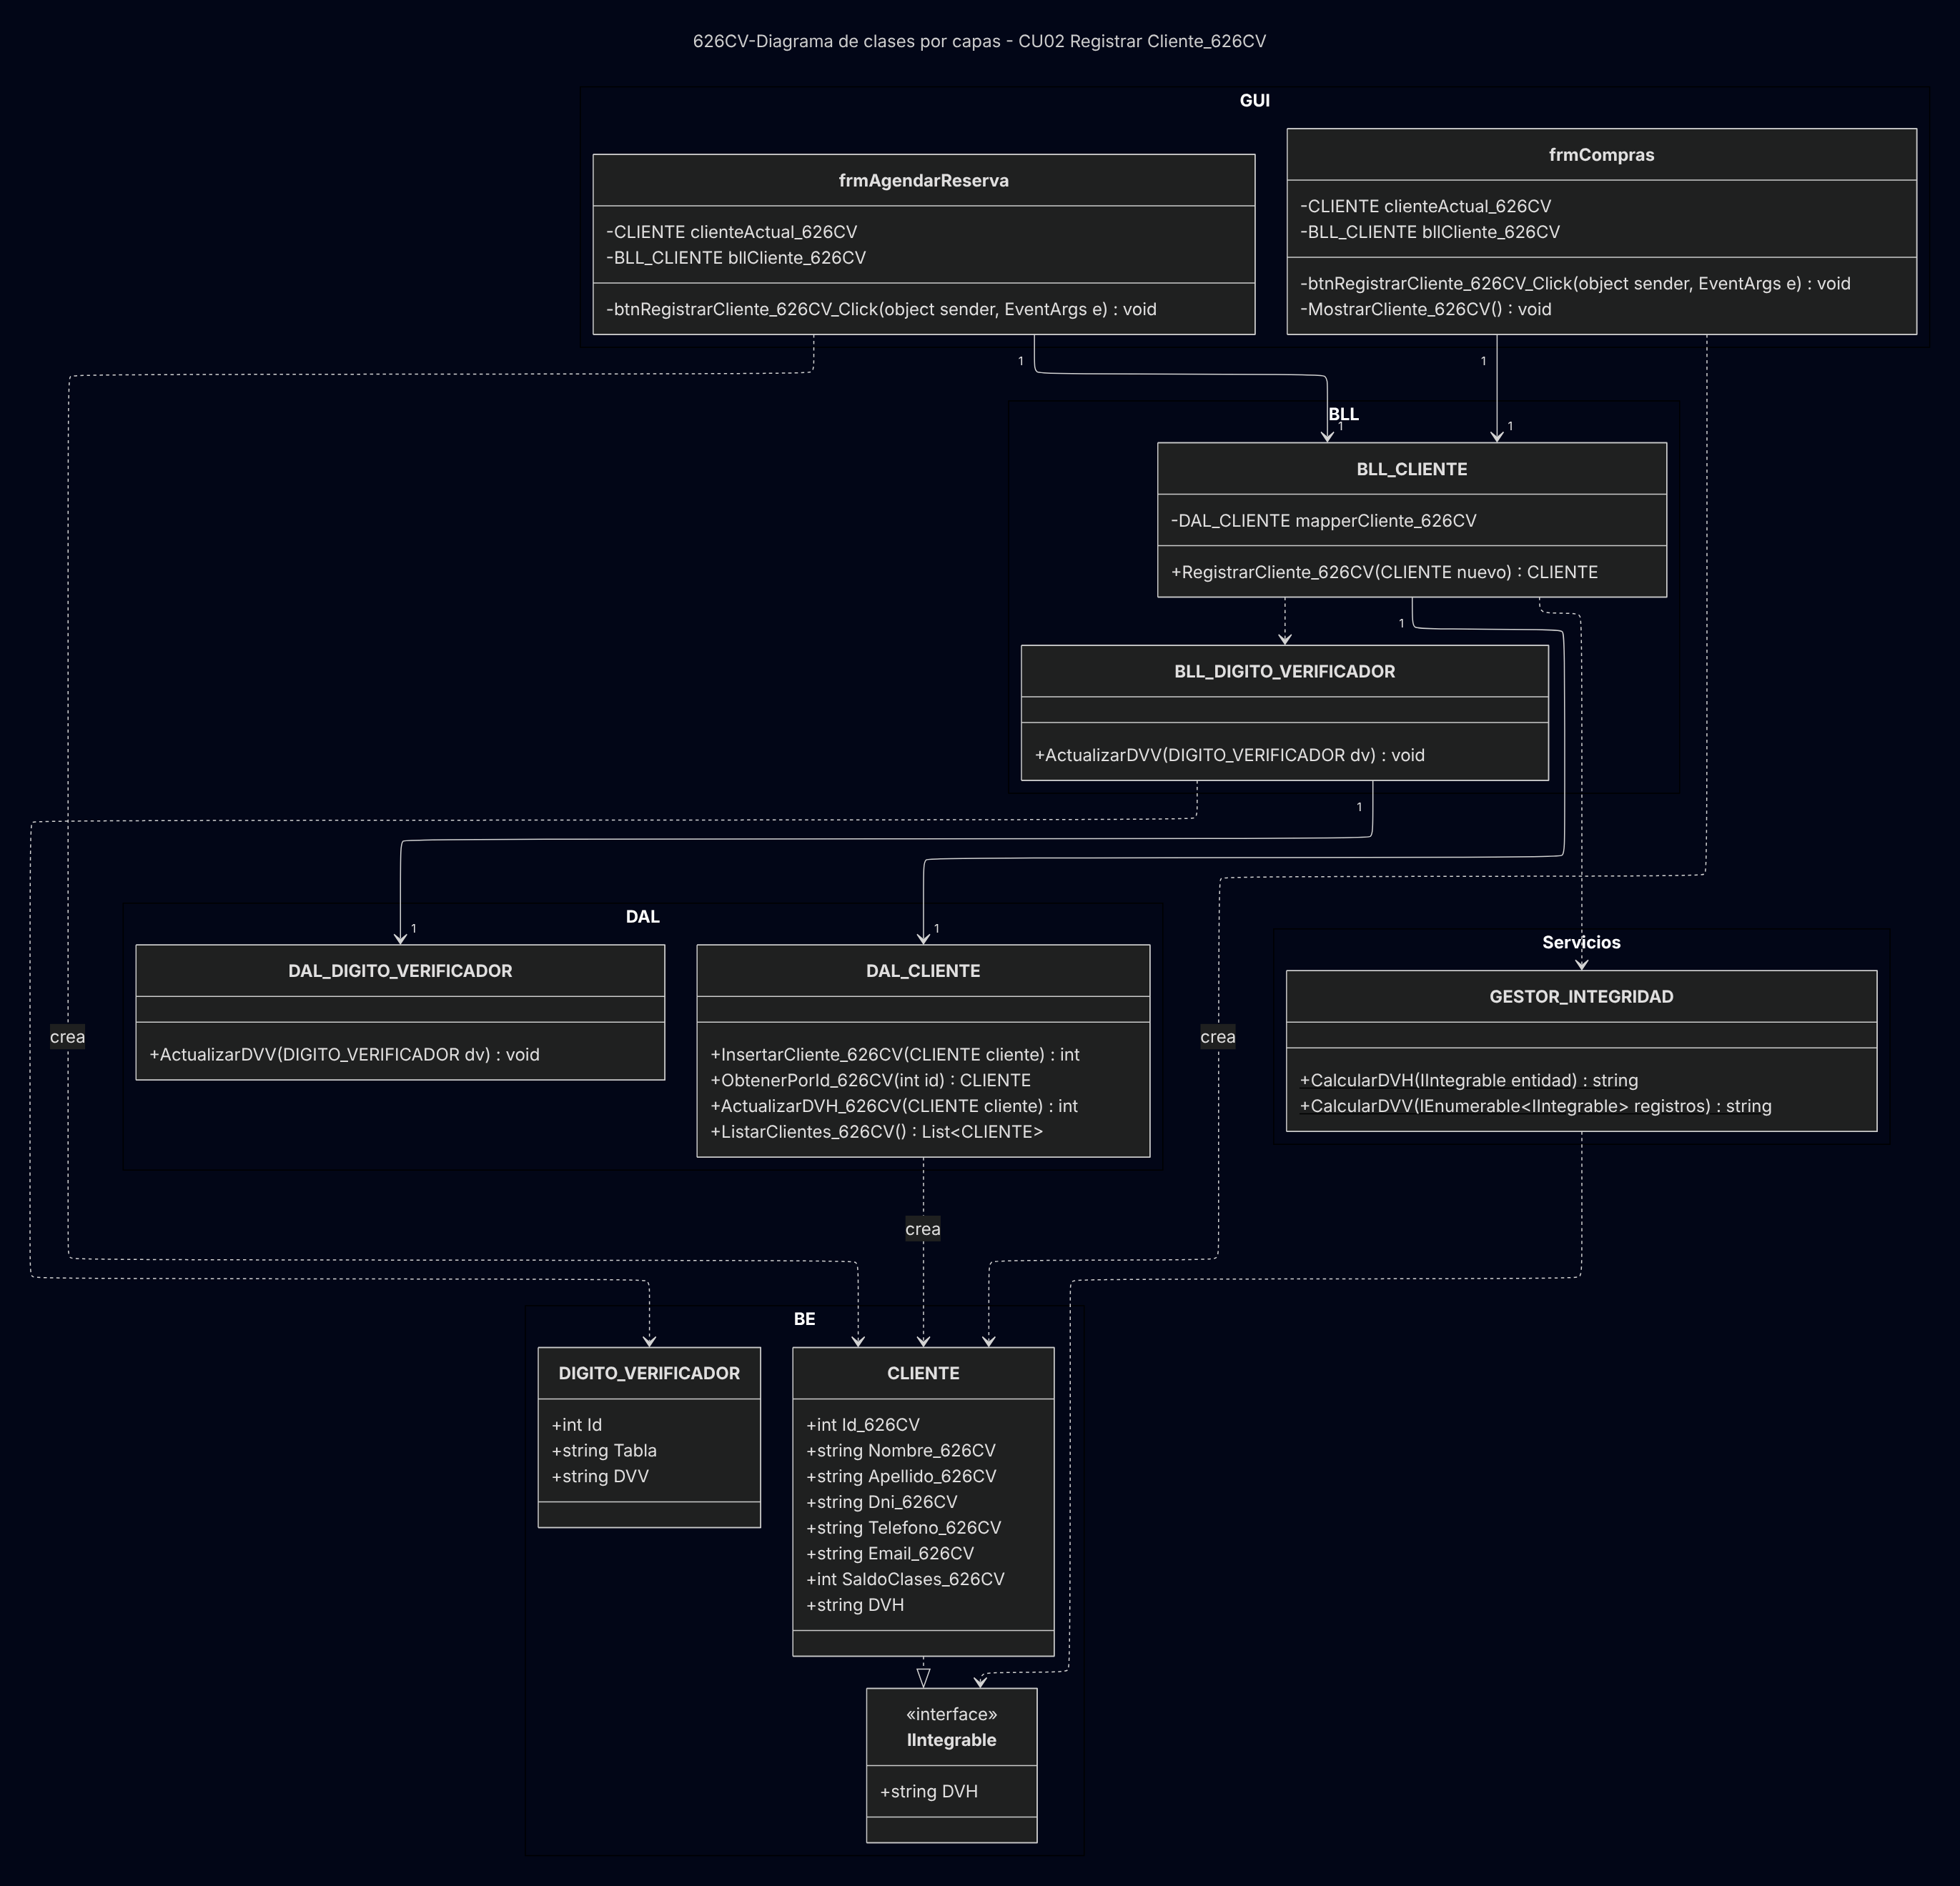 626CV-Diagrama de clases por capas - CU02 Registrar Cliente_626CV
GUI
frmAgendarReserva
-CLIENTE clienteActual_626CV
-BLL_CLIENTE bllCliente_626CV
-btnRegistrarCliente_626CV_Click(object sender, EventArgs e) : void
frmCompras
-CLIENTE clienteActual_626CV
-BLL_CLIENTE bllCliente_626CV
-btnRegistrarCliente_626CV_Click(object sender, EventArgs e) : void
-MostrarCliente_626CV() : void
1
1
BLL
1
1
BLL_CLIENTE
-DAL_CLIENTE mapperCliente_626CV
+RegistrarCliente_626CV(CLIENTE nuevo) : CLIENTE
1
BLL_DIGITO_VERIFICADOR
+ActualizarDVV(DIGITO_VERIFICADOR dv) : void
1
DAL
1
1
DAL_DIGITO_VERIFICADOR
+ActualizarDVV(DIGITO_VERIFICADOR dv) : void
DAL_CLIENTE
+InsertarCliente_626CV(CLIENTE cliente) : int
+ObtenerPorId_626CV(int id) : CLIENTE
+ActualizarDVH_626CV(CLIENTE cliente) : int
+ListarClientes_626CV() : List<CLIENTE>
Servicios
GESTOR_INTEGRIDAD
+CalcularDVH(IIntegrable entidad) : string
+CalcularDVV(IEnumerable<IIntegrable> registros) : string
crea
crea
crea
BE
DIGITO_VERIFICADOR
+int Id
+string Tabla
+string DVV
CLIENTE
+int Id_626CV
+string Nombre_626CV
+string Apellido_626CV
+string Dni_626CV
+string Telefono_626CV
+string Email_626CV
+int SaldoClases_626CV
+string DVH
«interface»
IIntegrable
+string DVH